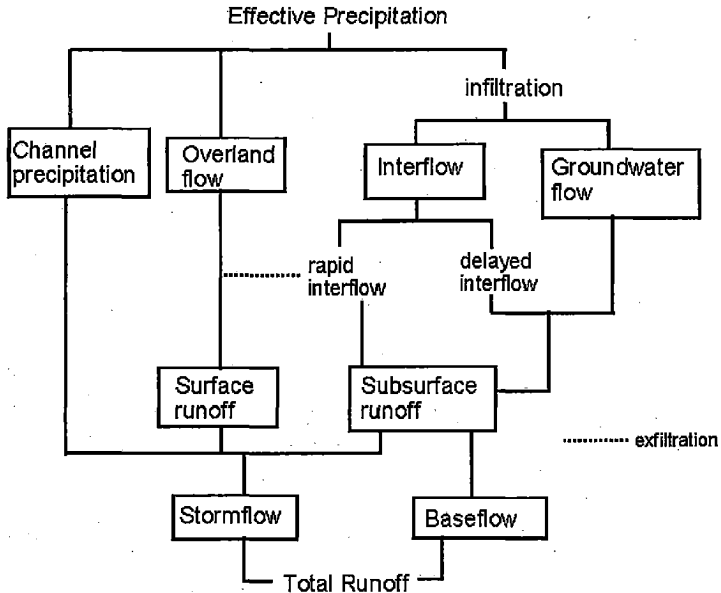 Effective Precipitation
infiltration
Channel
precipitation
Overland
flow
Interflow
Groundwater
flow
rapid
interflow
delayed
interflow
Surface
runoff
Subsurface
runoff
exfiltration
Stormflow
Baseflow
Total Runoff